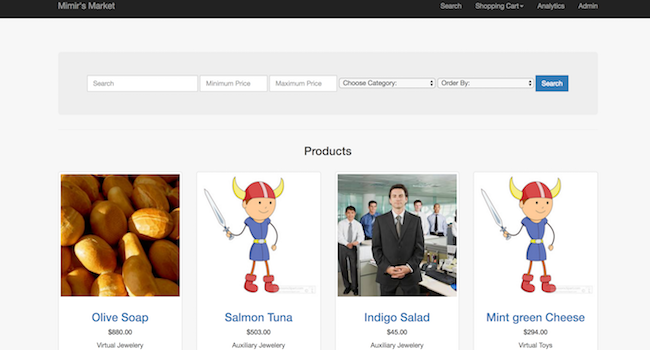 Mimir's Market Search Shopping Cart Analytics Admin
Search Minimum Price Maximum Price Choose Category: Order By: Search
Products
Olive Soap Salmon Tuna Indigo Salad Mint green Cheese
$880.00 $503.00 $45.00 $294.00
Virtual Jewelery Auxiliary Jewelery Auxiliary Jewelery Virtual Toys